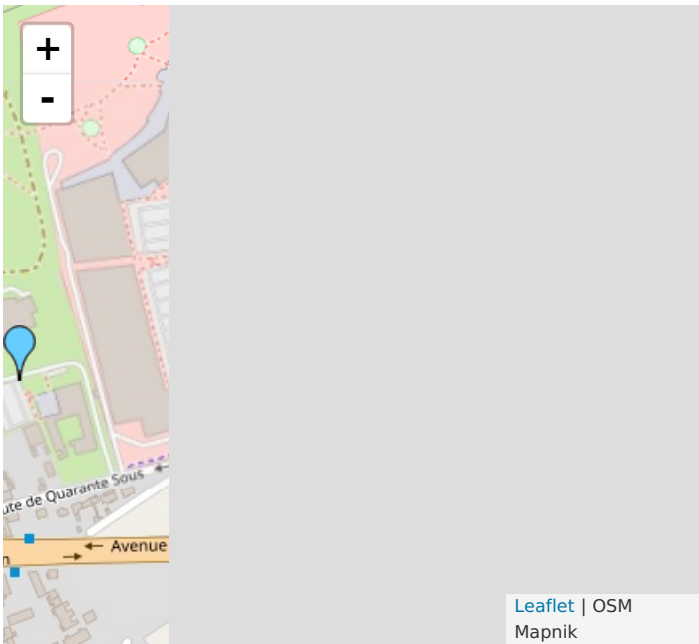 +
-
ute de Quarante Sous
Avenue
n
Leaflet | OSM
Mapnik